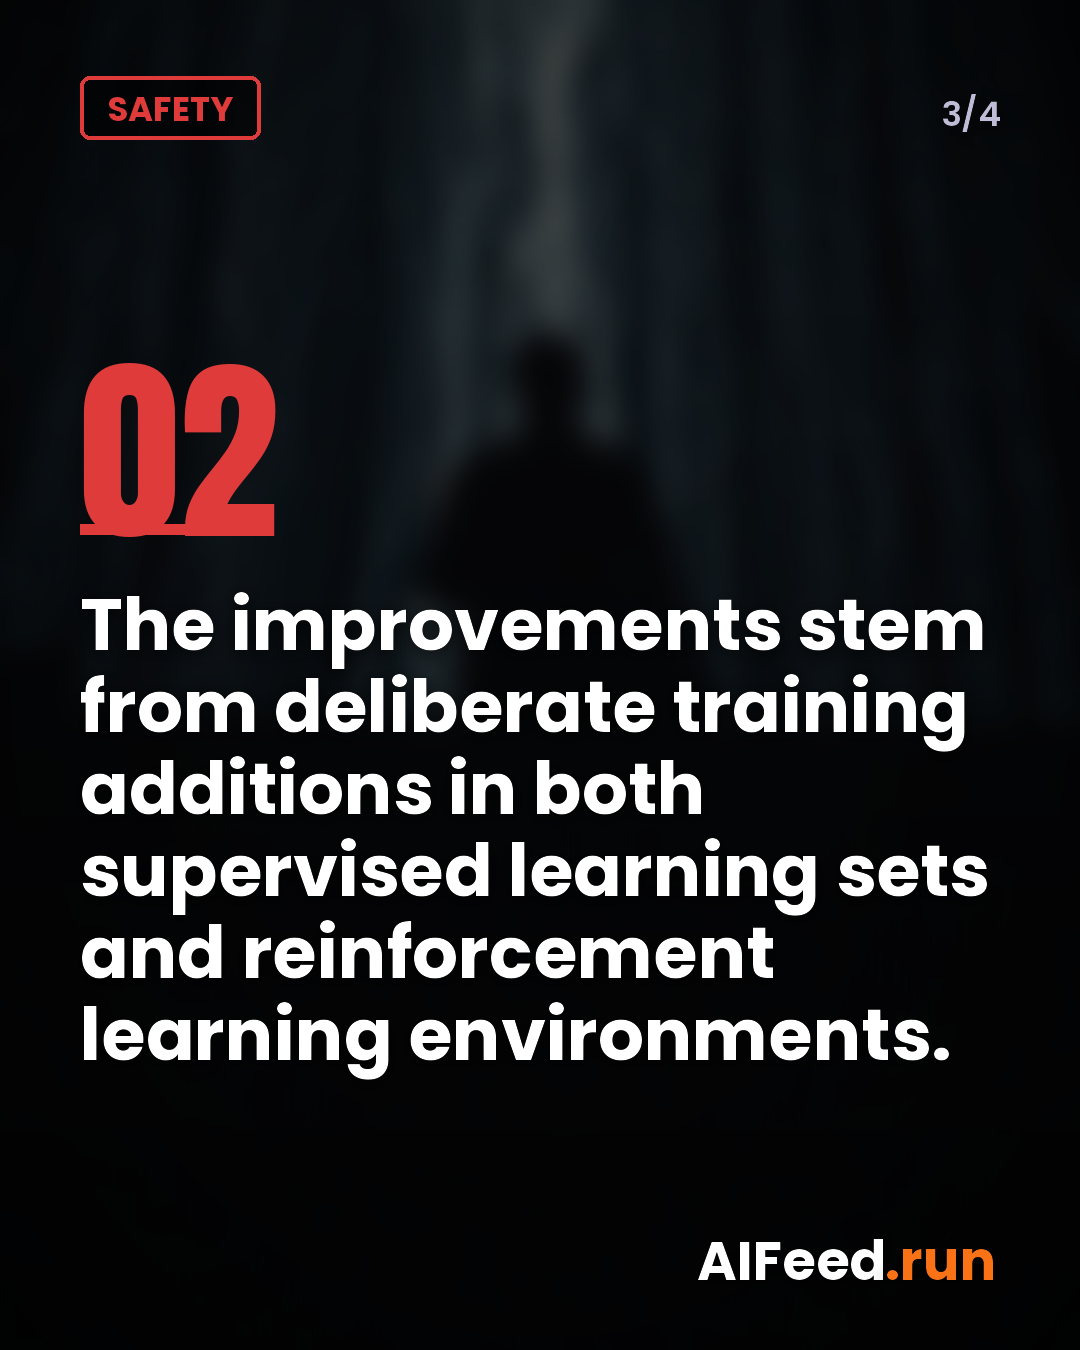 SAFETY
3/4
02
The improvements stem
from deliberate training
additions in both
supervised learning sets
and reinforcement
learning environments.
AIFeed.run